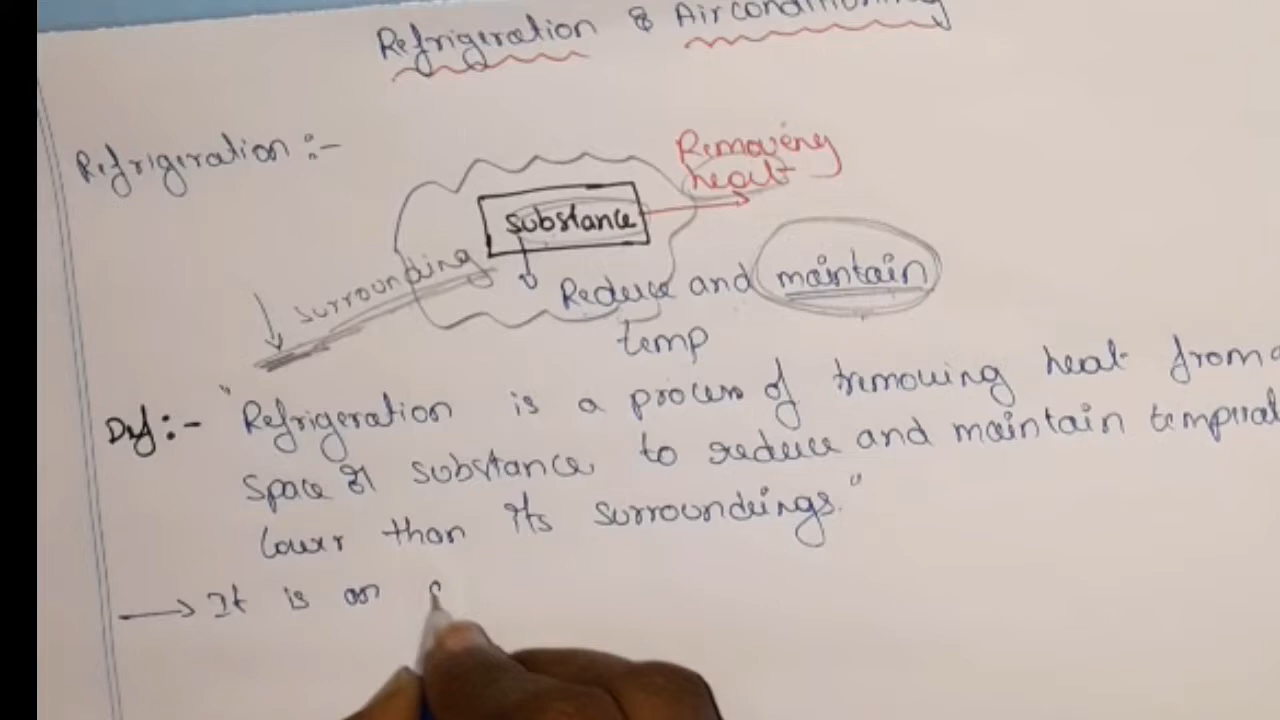 Refrigeration & Airconditioning
Refrigeration :-
Removing
heat
substance
surrounding
Reduce and maintain
temp
Def :- "Refrigeration is a process of removing heat from a
space or substance to reduce and maintain temperat
lower than its surroundings."
→ It is an